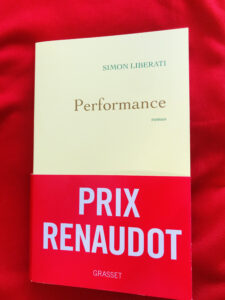 SIMON LIBERATI
Performance
roman
PRIX
RENAUDOT
GRASSET